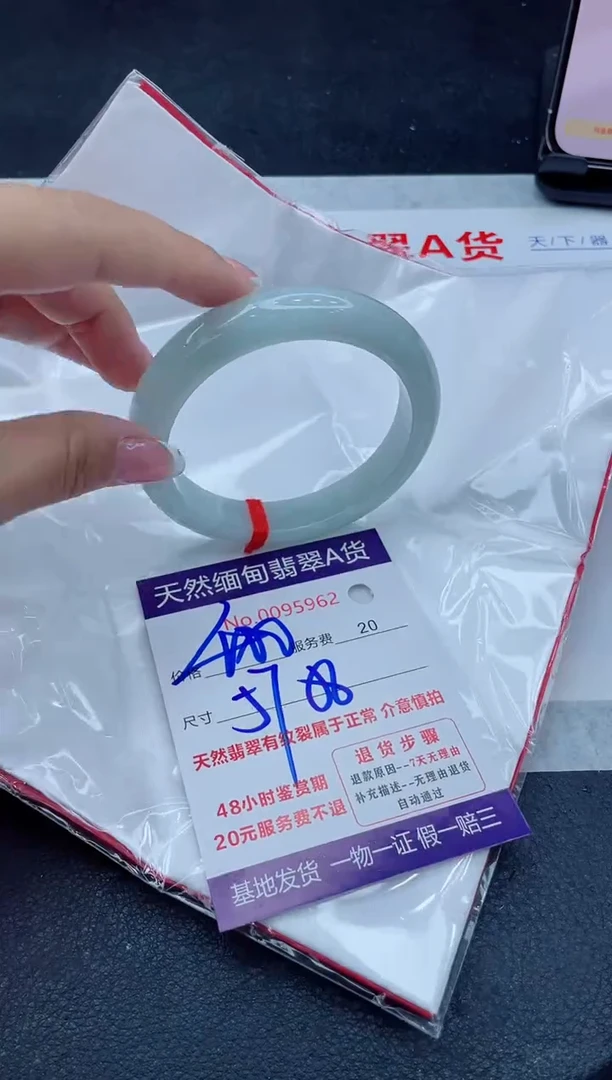 翠A货 天/下/器
天然缅甸翡翠A货
No.0095962
价格 服务费 20
尺寸
天然翡翠有纹裂属于正常 介意慎拍
48小时鉴赏期
20元服务费不退
退货步骤
退款原因--7天无理由
补充描述--无理由退货
自动通过
基地发货 一物一证 假一赔三